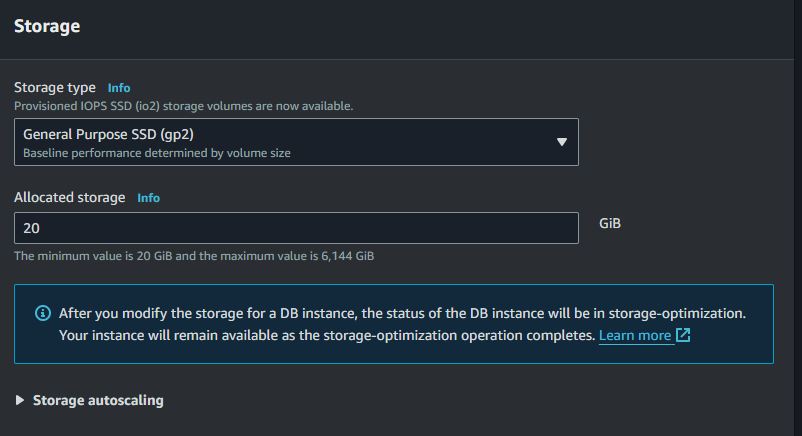 Storage
Storage type Info
Provisioned IOPS SSD (io2) storage volumes are now available.
General Purpose SSD (gp2)
Baseline performance determined by volume size
Allocated storage Info
20
GiB
The minimum value is 20 GiB and the maximum value is 6,144 GiB
After you modify the storage for a DB instance, the status of the DB instance will be in storage-optimization.
Your instance will remain available as the storage-optimization operation completes. Learn more
Storage autoscaling